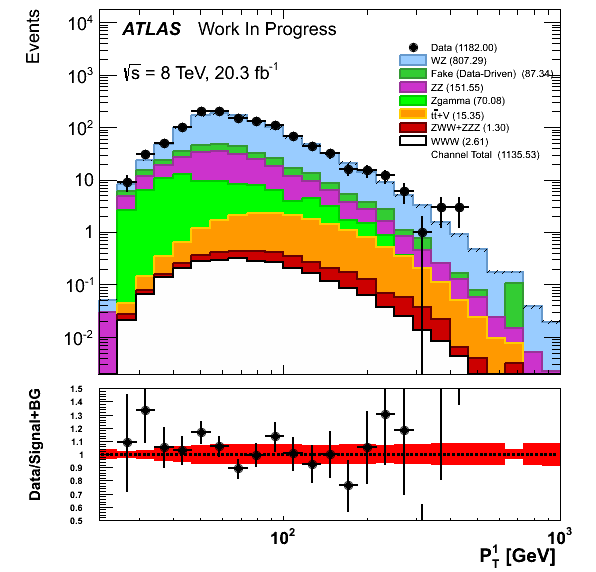 ATLAS Work In Progress
√s = 8 TeV, 20.3 fb⁻¹
Data (1182.00)
WZ (807.29)
Fake (Data-Driven) (87.34)
ZZ (151.55)
Zgamma (70.08)
tt̄+V (15.35)
ZWW+ZZZ (1.30)
WWW (2.61)
Channel Total (1135.53)
Events
10⁴
10³
10²
10
1
10⁻¹
10⁻²
Data/Signal+BG
1.5
1.4
1.3
1.2
1.1
1
0.9
0.8
0.7
0.6
0.5
10² 10³
P_T^1 [GeV]